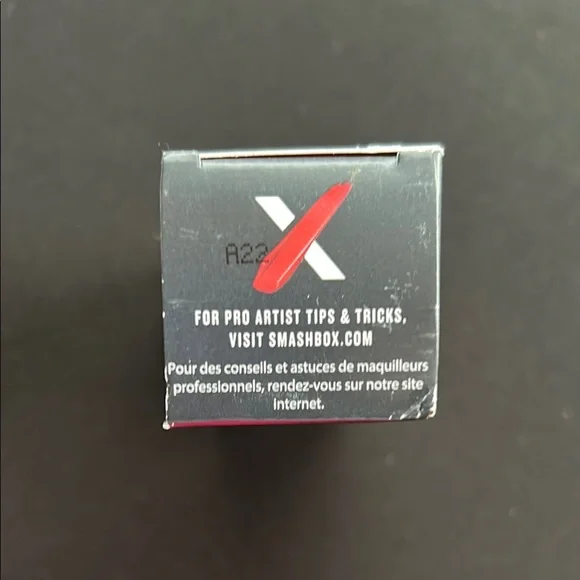 A22
FOR PRO ARTIST TIPS & TRICKS,
VISIT SMASHBOX.COM
Pour des conseils et astuces de maquilleurs
professionnels, rendez-vous sur notre site
internet.